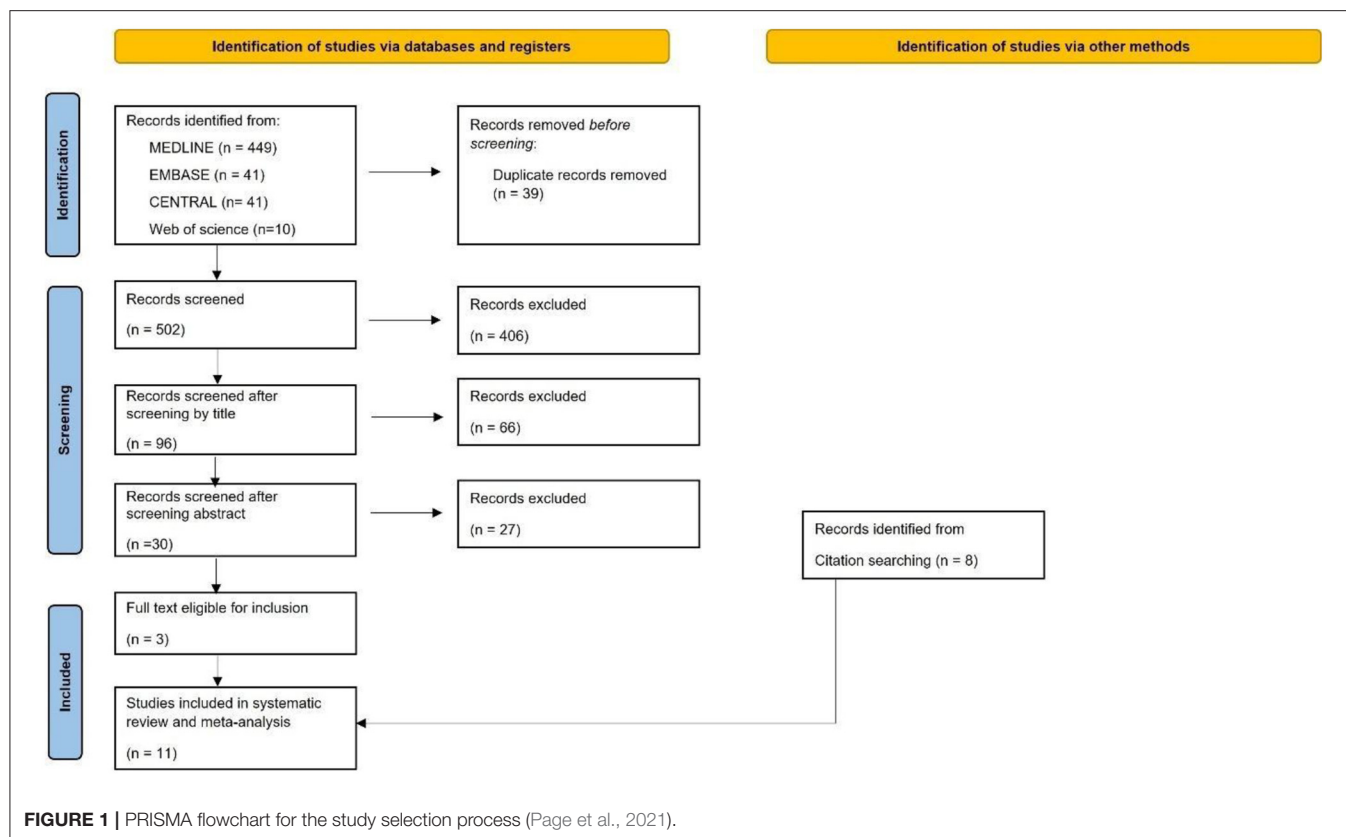 Identification of studies via databases and registers
Identification of studies via other methods
Identification
Records identified from:
MEDLINE (n = 449)
EMBASE (n = 41)
CENTRAL (n= 41)
Web of science (n=10)
Records removed before
screening:
Duplicate records removed
(n = 39)
Screening
Records screened
(n = 502)
Records excluded
(n = 406)
Records screened after
screening by title
(n = 96)
Records excluded
(n = 66)
Records screened after
screening abstract
(n =30)
Records excluded
(n = 27)
Records identified from
Citation searching (n = 8)
Included
Full text eligible for inclusion
(n = 3)
Studies included in systematic
review and meta-analysis
(n = 11)
FIGURE 1 | PRISMA flowchart for the study selection process (Page et al., 2021).